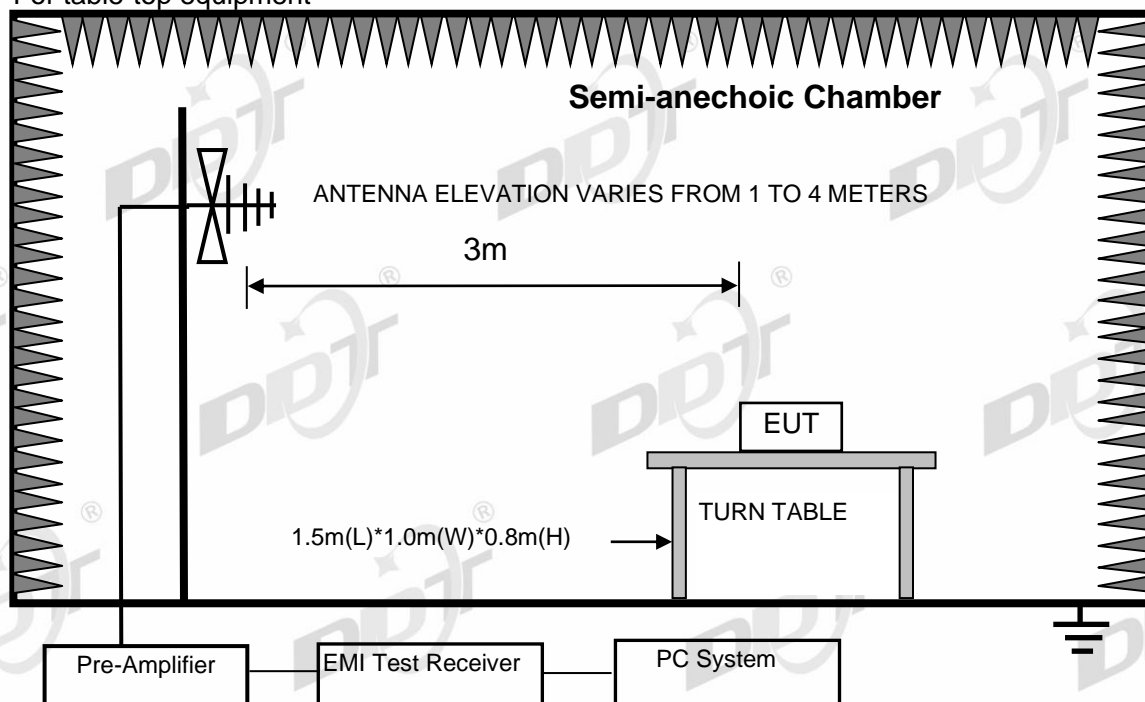 For table-top equipment
Semi-anechoic Chamber
ANTENNA ELEVATION VARIES FROM 1 TO 4 METERS
3m
EUT
TURN TABLE
1.5m(L)*1.0m(W)*0.8m(H)
Pre-Amplifier
EMI Test Receiver
PC System
DDT
®